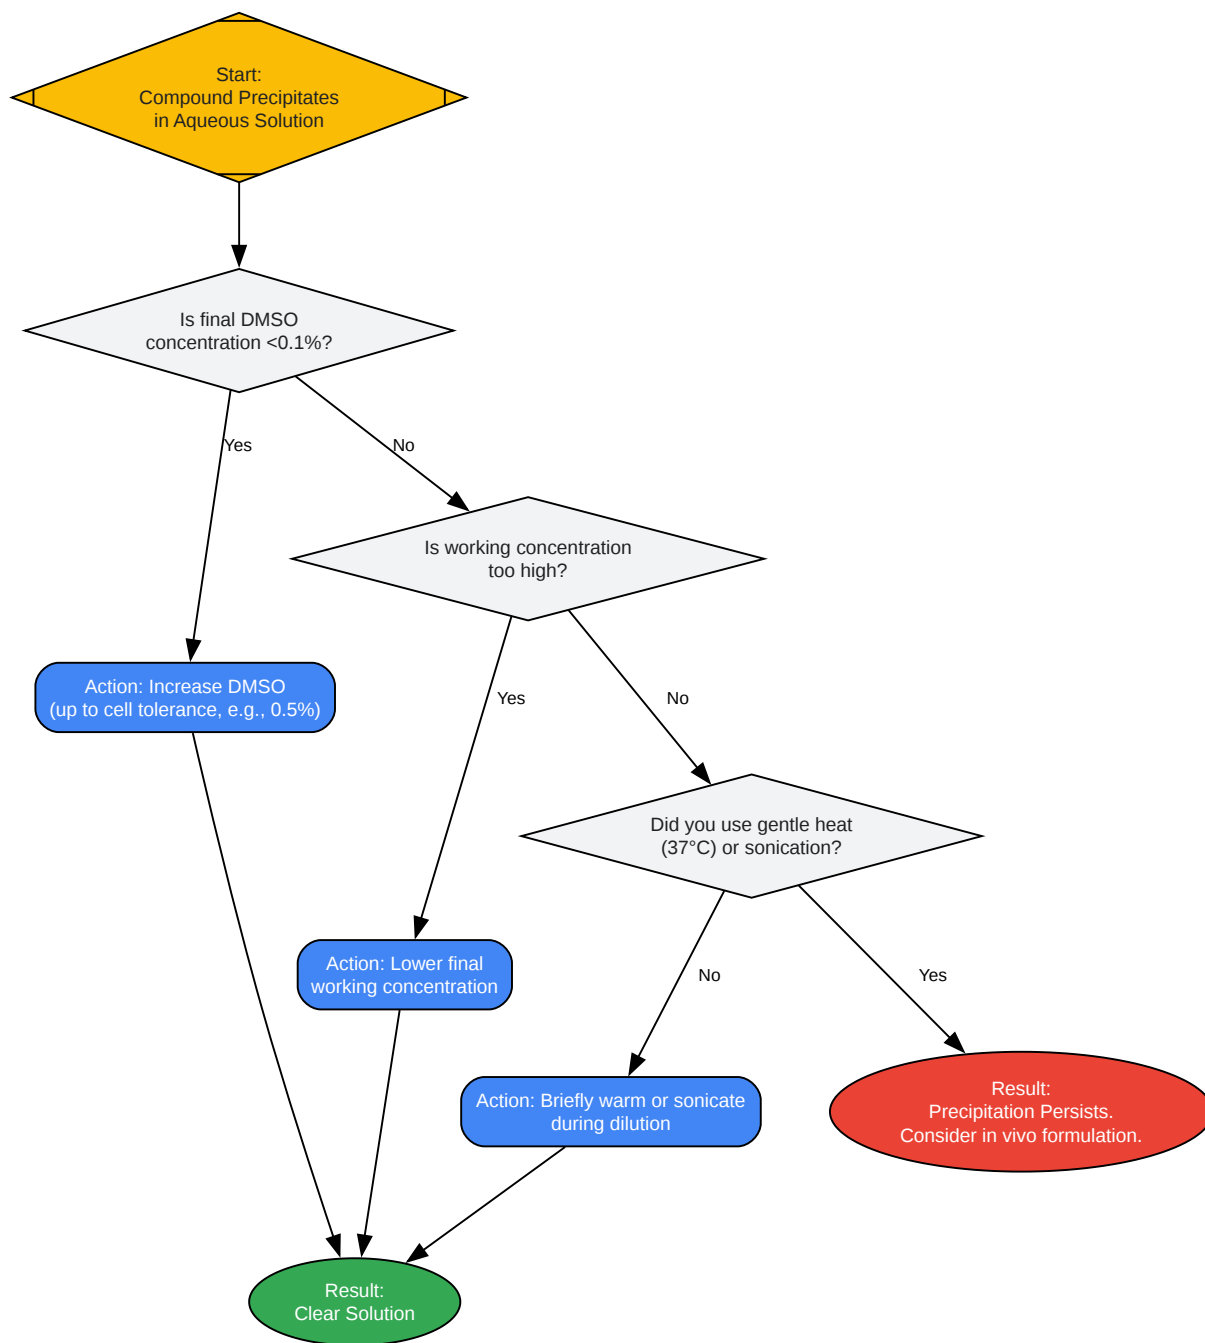 Start:
Compound Precipitates
in Aqueous Solution
Is final DMSO
concentration <0.1%?
Yes
No
Is working concentration
too high?
Action: Increase DMSO
(up to cell tolerance, e.g., 0.5%)
Yes
No
Did you use gentle heat
(37°C) or sonication?
Action: Lower final
working concentration
No
Yes
Action: Briefly warm or sonicate
during dilution
Result:
Precipitation Persists.
Consider in vivo formulation.
Result:
Clear Solution